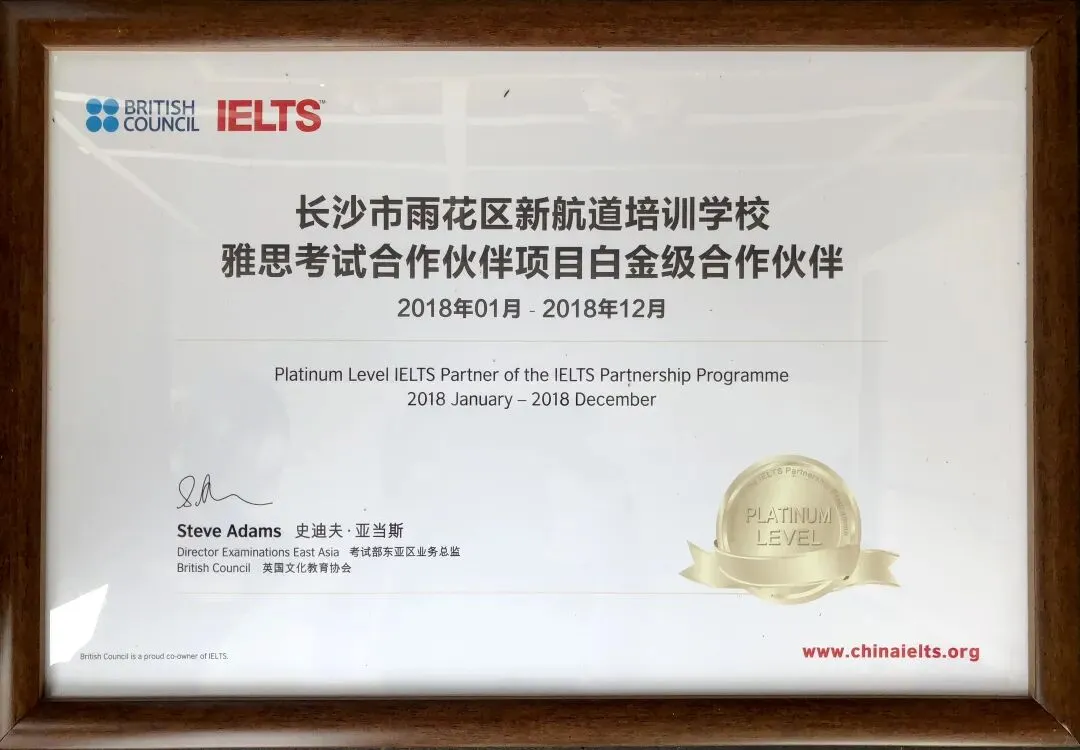 BRITISH
COUNCIL
IELTS™
长沙市雨花区新航道培训学校
雅思考试合作伙伴项目白金级合作伙伴
2018年01月 - 2018年12月
Platinum Level IELTS Partner of the IELTS Partnership Programme
2018 January – 2018 December
Steve Adams 史迪夫·亚当斯
Director Examinations East Asia 考试部东亚区业务总监
British Council 英国文化教育协会
IELTS Partnership Programme
PLATINUM
LEVEL
British Council is a proud co-owner of IELTS.
www.chinaielts.org